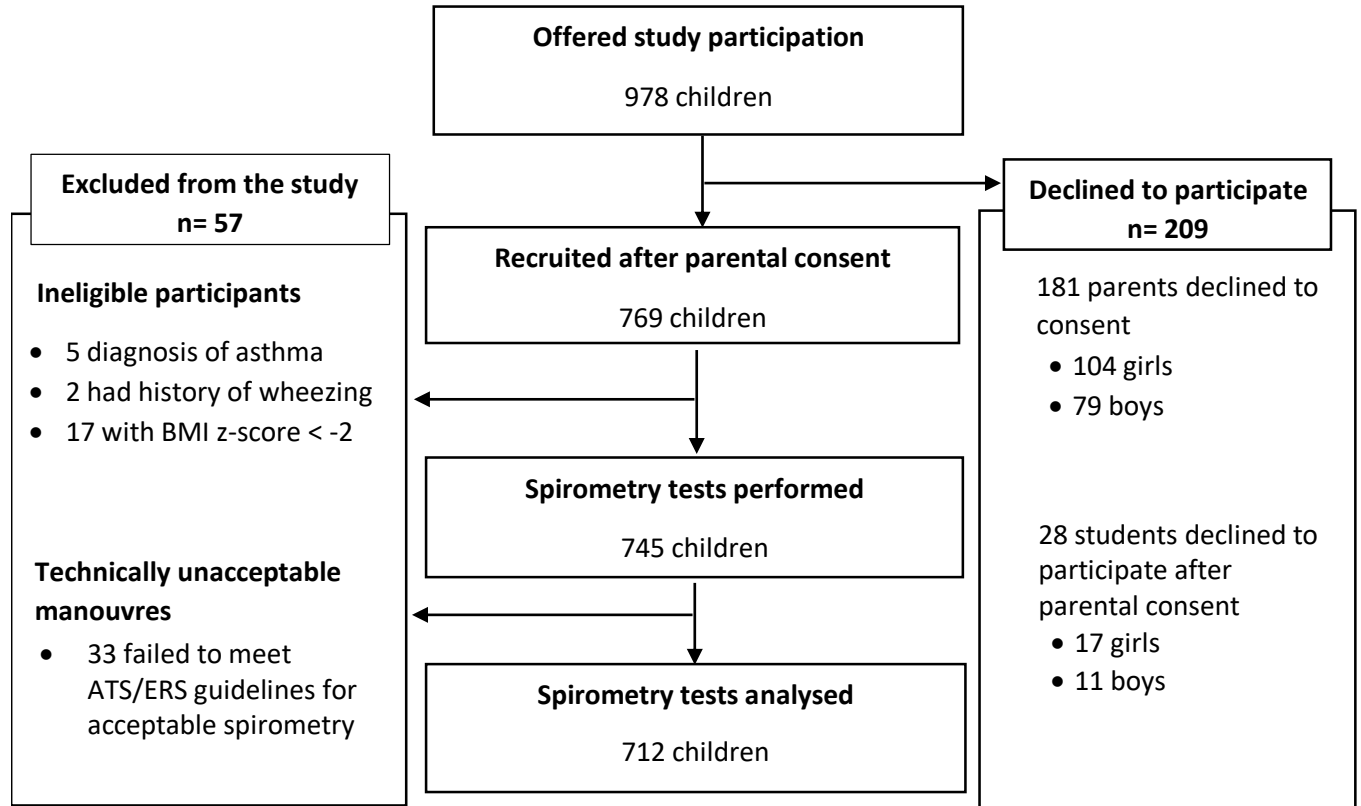 Offered study participation
978 children
Excluded from the study
n= 57
Declined to participate
n= 209
Recruited after parental consent
769 children
Ineligible participants
• 5 diagnosis of asthma
• 2 had history of wheezing
• 17 with BMI z-score < -2
181 parents declined to
consent
• 104 girls
• 79 boys
Spirometry tests performed
745 children
Technically unacceptable
manouvres
• 33 failed to meet
ATS/ERS guidelines for
acceptable spirometry
28 students declined to
participate after
parental consent
• 17 girls
• 11 boys
Spirometry tests analysed
712 children